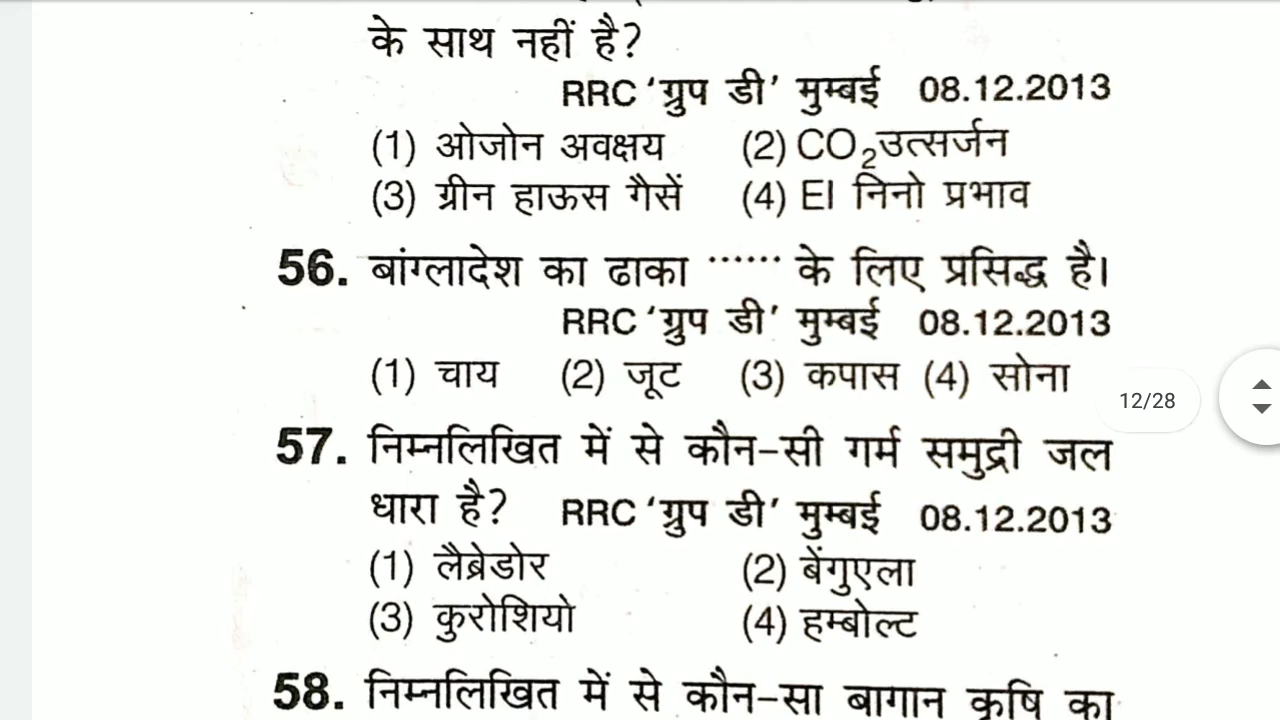 के साथ नहीं है?
RRC ‘ग्रुप डी’ मुम्बई 08.12.2013
(1) ओजोन अवक्षय (2) CO₂उत्सर्जन
(3) ग्रीन हाऊस गैसें (4) El निनो प्रभाव
56. बांग्लादेश का ढाका ...... के लिए प्रसिद्ध है।
RRC ‘ग्रुप डी’ मुम्बई 08.12.2013
(1) चाय (2) जूट (3) कपास (4) सोना
12/28
57. निम्नलिखित में से कौन-सी गर्म समुद्री जल
धारा है? RRC ‘ग्रुप डी’ मुम्बई 08.12.2013
(1) लैब्रेडोर (2) बेंगुएला
(3) कुरोशियो (4) हम्बोल्ट
58. निम्नलिखित में से कौन-सा बागान कृषि का